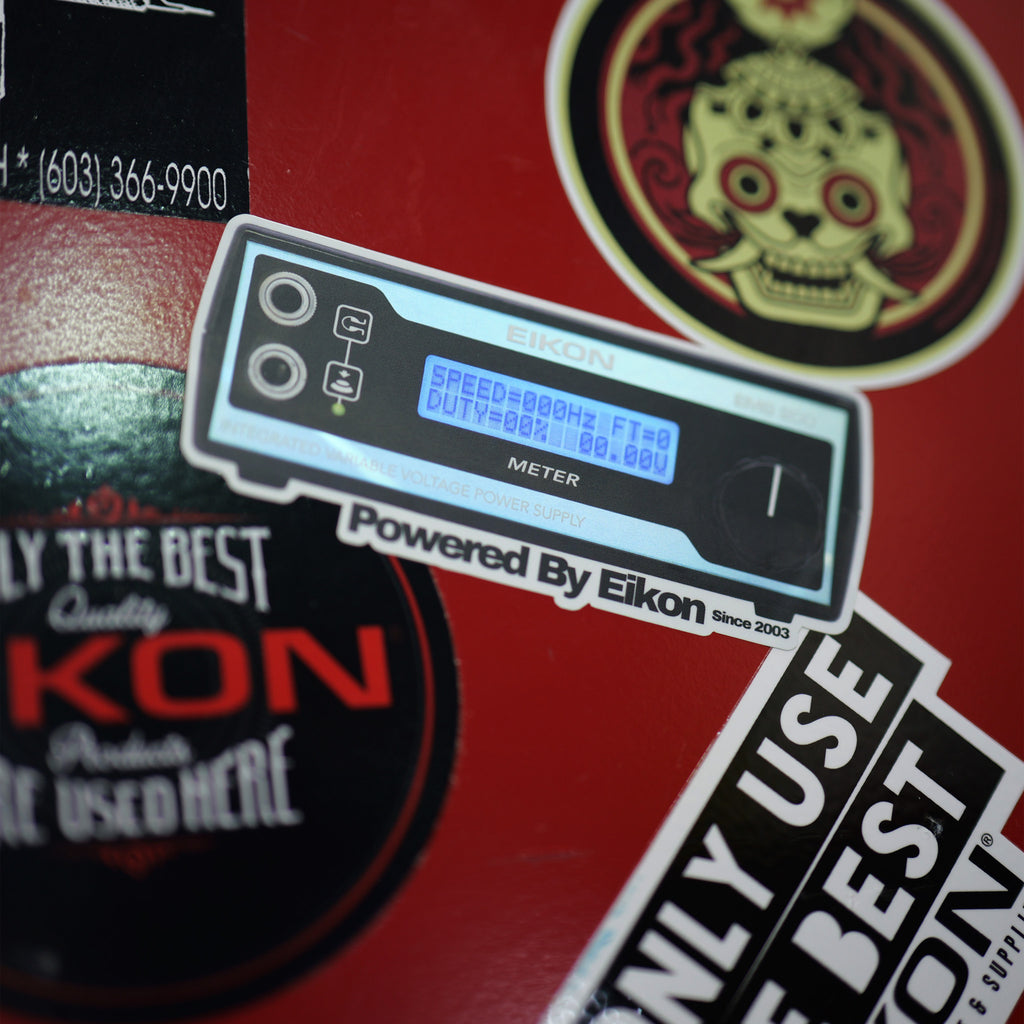 * (603) 366-9900
EIKON
SPEED=000Hz FT=0
DUTY=00% 00.00V
METER
INTEGRATED VARIABLE VOLTAGE POWER SUPPLY
Powered By Eikon Since 2003
LY THE BEST
Quality
KON
Products
RE USED HERE
ONLY USE
E BEST
KON®
& SUPPLI